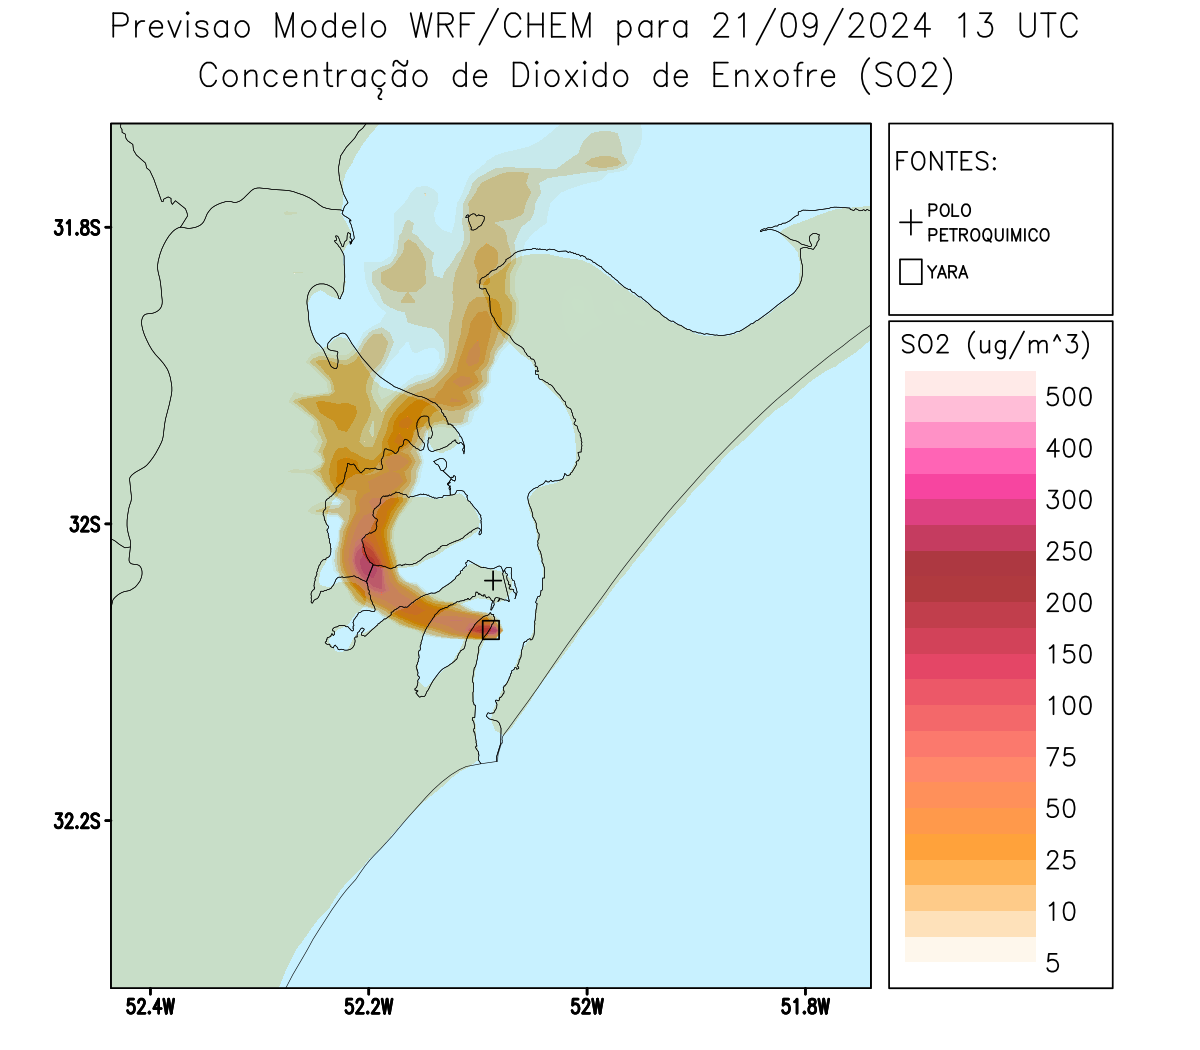 Previsao Modelo WRF/CHEM para 21/09/2024 13 UTC
Concentração de Dioxido de Enxofre (SO2)
FONTES:
POLO
PETROQUIMICO
YARA
SO2 (ug/m^3)
500
400
300
250
200
150
100
75
50
25
10
5
31.8S
32S
32.2S
52.4W
52.2W
52W
51.8W